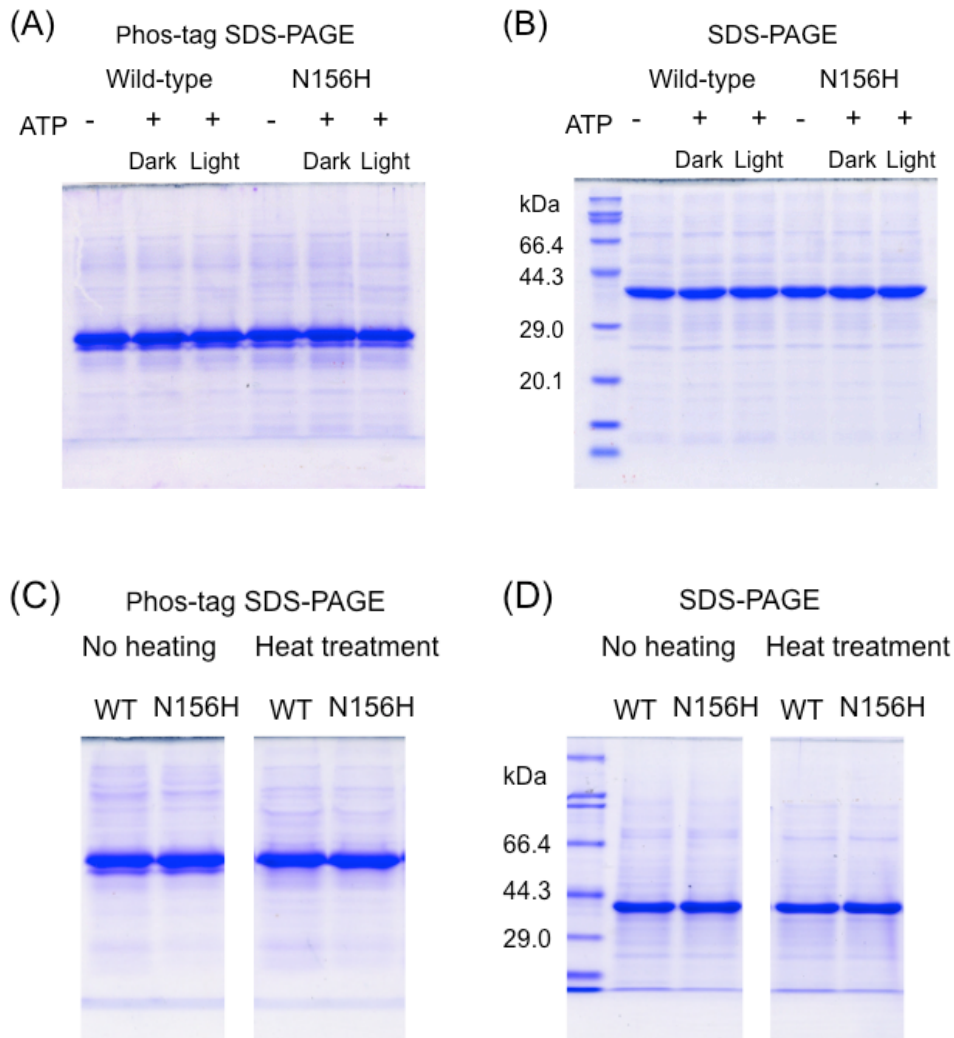 (A)
Phos-tag SDS-PAGE
Wild-type N156H
ATP - + + - + +
Dark Light Dark Light
(B)
SDS-PAGE
Wild-type N156H
ATP - + + - + +
Dark Light Dark Light
kDa
66.4
44.3
29.0
20.1
(C)
Phos-tag SDS-PAGE
No heating Heat treatment
WT N156H WT N156H
(D)
SDS-PAGE
No heating Heat treatment
WT N156H WT N156H
kDa
66.4
44.3
29.0